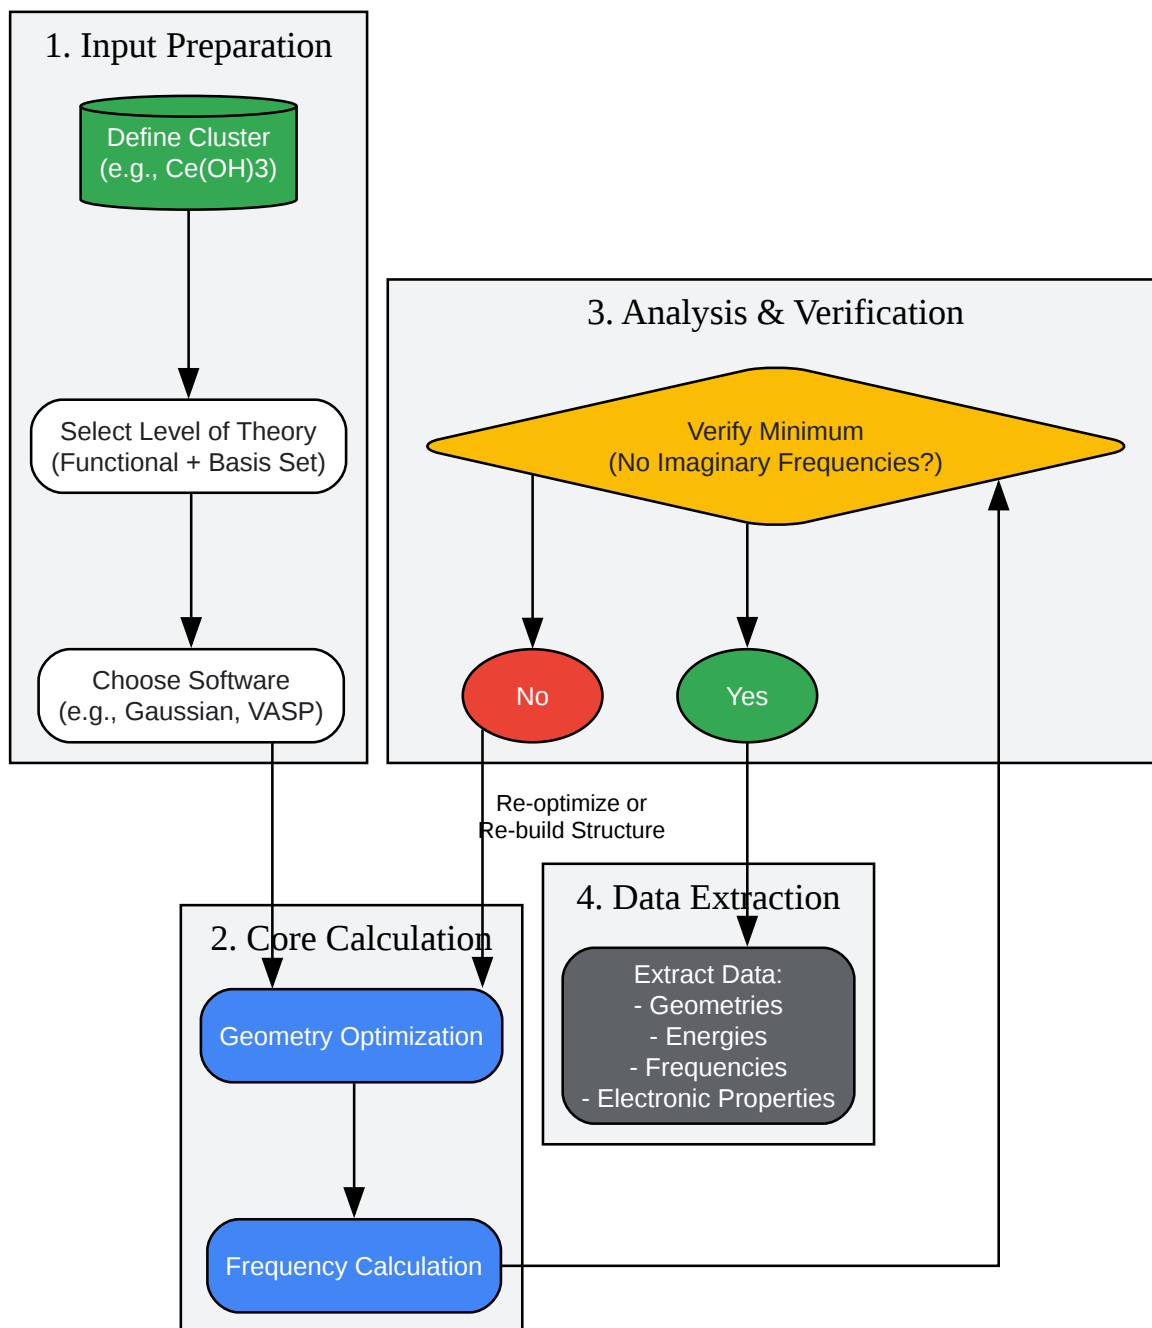 1. Input Preparation
Define Cluster
(e.g., Ce(OH)3)
Select Level of Theory
(Functional + Basis Set)
Choose Software
(e.g., Gaussian, VASP)
3. Analysis & Verification
Verify Minimum
(No Imaginary Frequencies?)
No
Yes
Re-optimize or
Re-build Structure
2. Core Calculation
Geometry Optimization
Frequency Calculation
4. Data Extraction
Extract Data:
- Geometries
- Energies
- Frequencies
- Electronic Properties